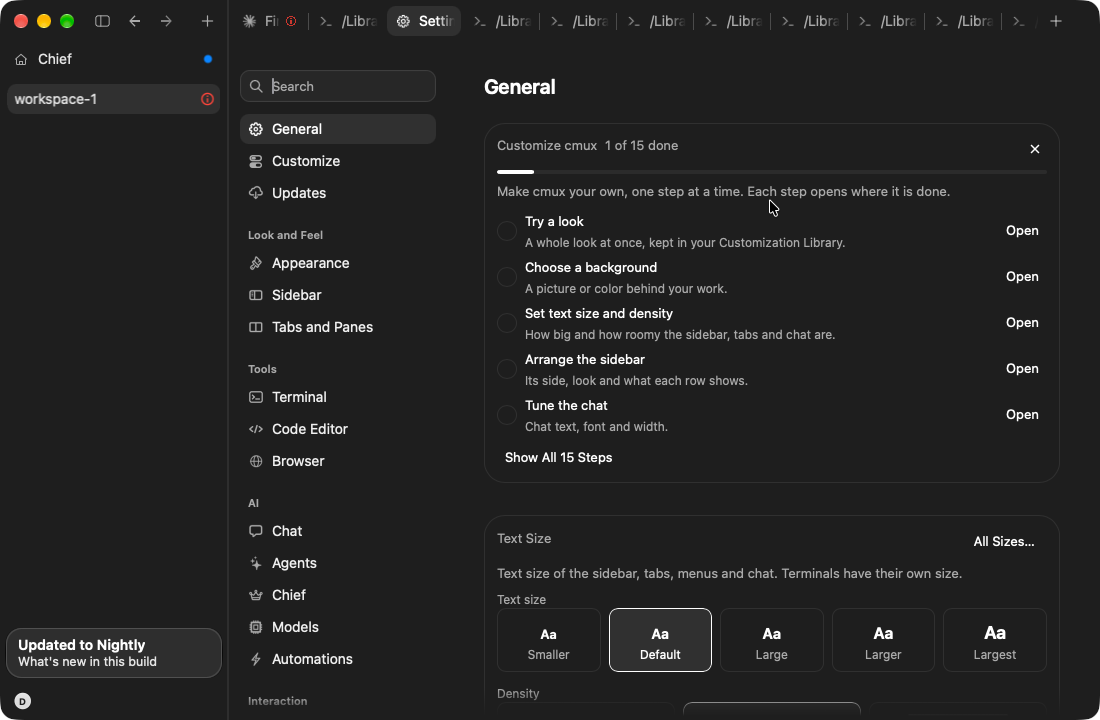 Fi
/Libra
Settin
/Libra
/Libra
/Libra
/Libra
/Libra
/Libra
/Libra
Chief
workspace-1
Search
General
Customize
Updates
Look and Feel
Appearance
Sidebar
Tabs and Panes
Tools
Terminal
Code Editor
Browser
AI
Chat
Agents
Chief
Models
Automations
Interaction
Updated to Nightly
What's new in this build
D
General
Customize cmux 1 of 15 done
Make cmux your own, one step at a time. Each step opens where it is done.
Try a look
A whole look at once, kept in your Customization Library.
Open
Choose a background
A picture or color behind your work.
Open
Set text size and density
How big and how roomy the sidebar, tabs and chat are.
Open
Arrange the sidebar
Its side, look and what each row shows.
Open
Tune the chat
Chat text, font and width.
Open
Show All 15 Steps
Text Size
All Sizes...
Text size of the sidebar, tabs, menus and chat. Terminals have their own size.
Text size
Aa
Smaller
Aa
Default
Aa
Large
Aa
Larger
Aa
Largest
Density